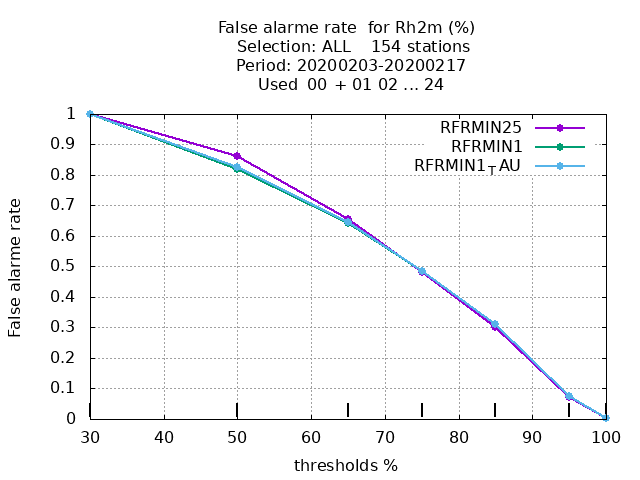 False alarme rate  for Rh2m (%)
Selection: ALL    154 stations
Period: 20200203-20200217
Used  00  + 01 02 ... 24
RFRMIN25
RFRMIN1
RFRMIN1TAU
False alarme rate
1
0.9
0.8
0.7
0.6
0.5
0.4
0.3
0.2
0.1
0
30 40 50 60 70 80 90 100
thresholds %